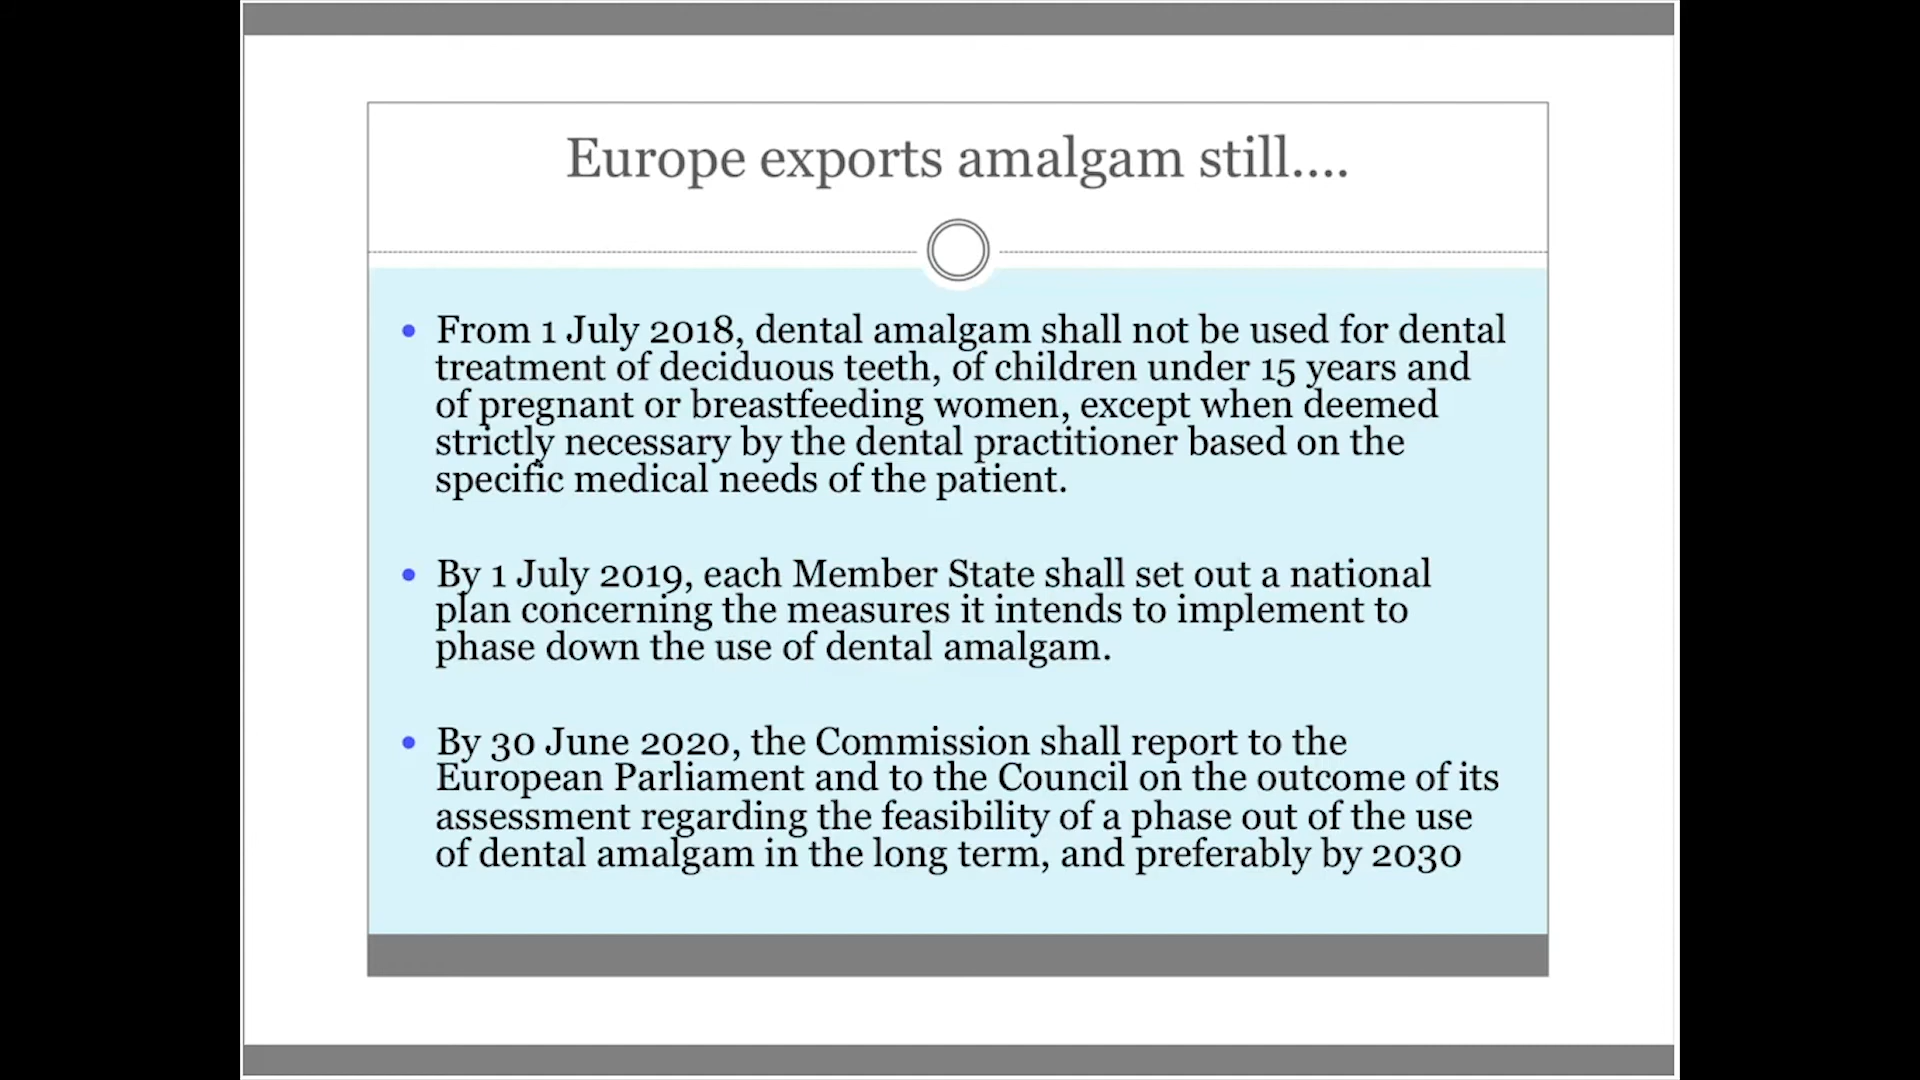 Europe exports amalgam still....
• From 1 July 2018, dental amalgam shall not be used for dental
treatment of deciduous teeth, of children under 15 years and
of pregnant or breastfeeding women, except when deemed
strictly necessary by the dental practitioner based on the
specific medical needs of the patient.
• By 1 July 2019, each Member State shall set out a national
plan concerning the measures it intends to implement to
phase down the use of dental amalgam.
• By 30 June 2020, the Commission shall report to the
European Parliament and to the Council on the outcome of its
assessment regarding the feasibility of a phase out of the use
of dental amalgam in the long term, and preferably by 2030